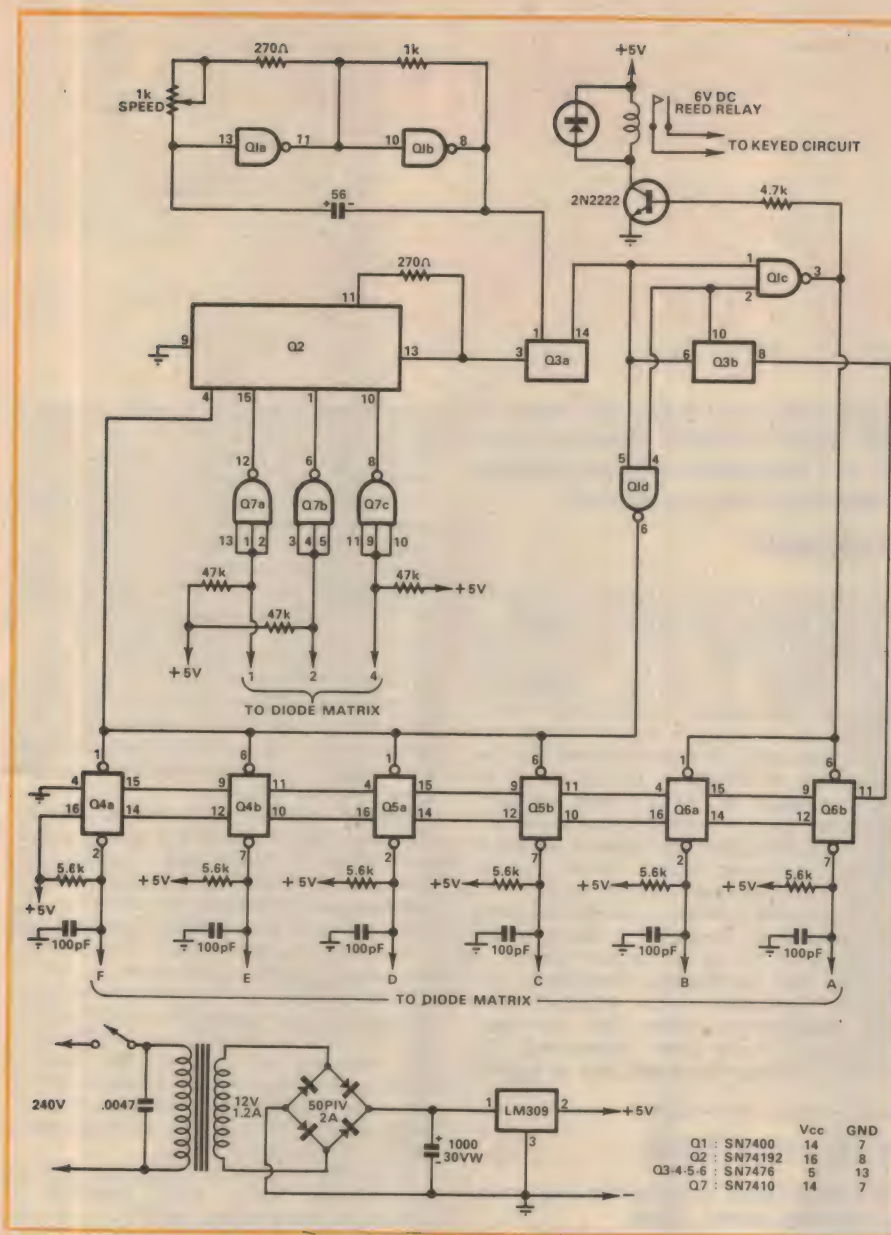 270Ω
1k
1k
SPEED
13
Q1a
11
10
Q1b
8
+ 56 -
+5V
6V DC
REED RELAY
TO KEYED CIRCUIT
2N2222
4.7k
270Ω
11
9
Q2
13
3
1
Q3a
14
1
2
Q1c
3
10
6
Q3b
8
4
15
1
10
12
6
8
Q7a
Q7b
Q7c
13
1
2
3
4
5
11
9
10
5
4
Q1d
6
47k
47k
47k
+5V
+5V
1
2
4
TO DIODE MATRIX
1
6
1
6
1
6
4
Q4a
15
9
Q4b
11
4
Q5a
15
9
Q5b
11
4
Q6a
15
9
Q6b
11
16
14
12
10
16
14
12
10
16
14
12
2
7
2
7
2
7
5.6k
+5V
5.6k
+5V
5.6k
+5V
5.6k
+5V
5.6k
+5V
5.6k
+5V
100pF
100pF
100pF
100pF
100pF
100pF
F
E
D
C
B
A
TO DIODE MATRIX
240V
.0047
12V
1.2A
50PIV
2A
+ 1000
- 30VW
1
LM309
2
3
+5V
-
Vcc GND
Q1 : SN7400 14 7
Q2 : SN74192 16 8
Q3-4-5-6 : SN7476 5 13
Q7 : SN7410 14 7